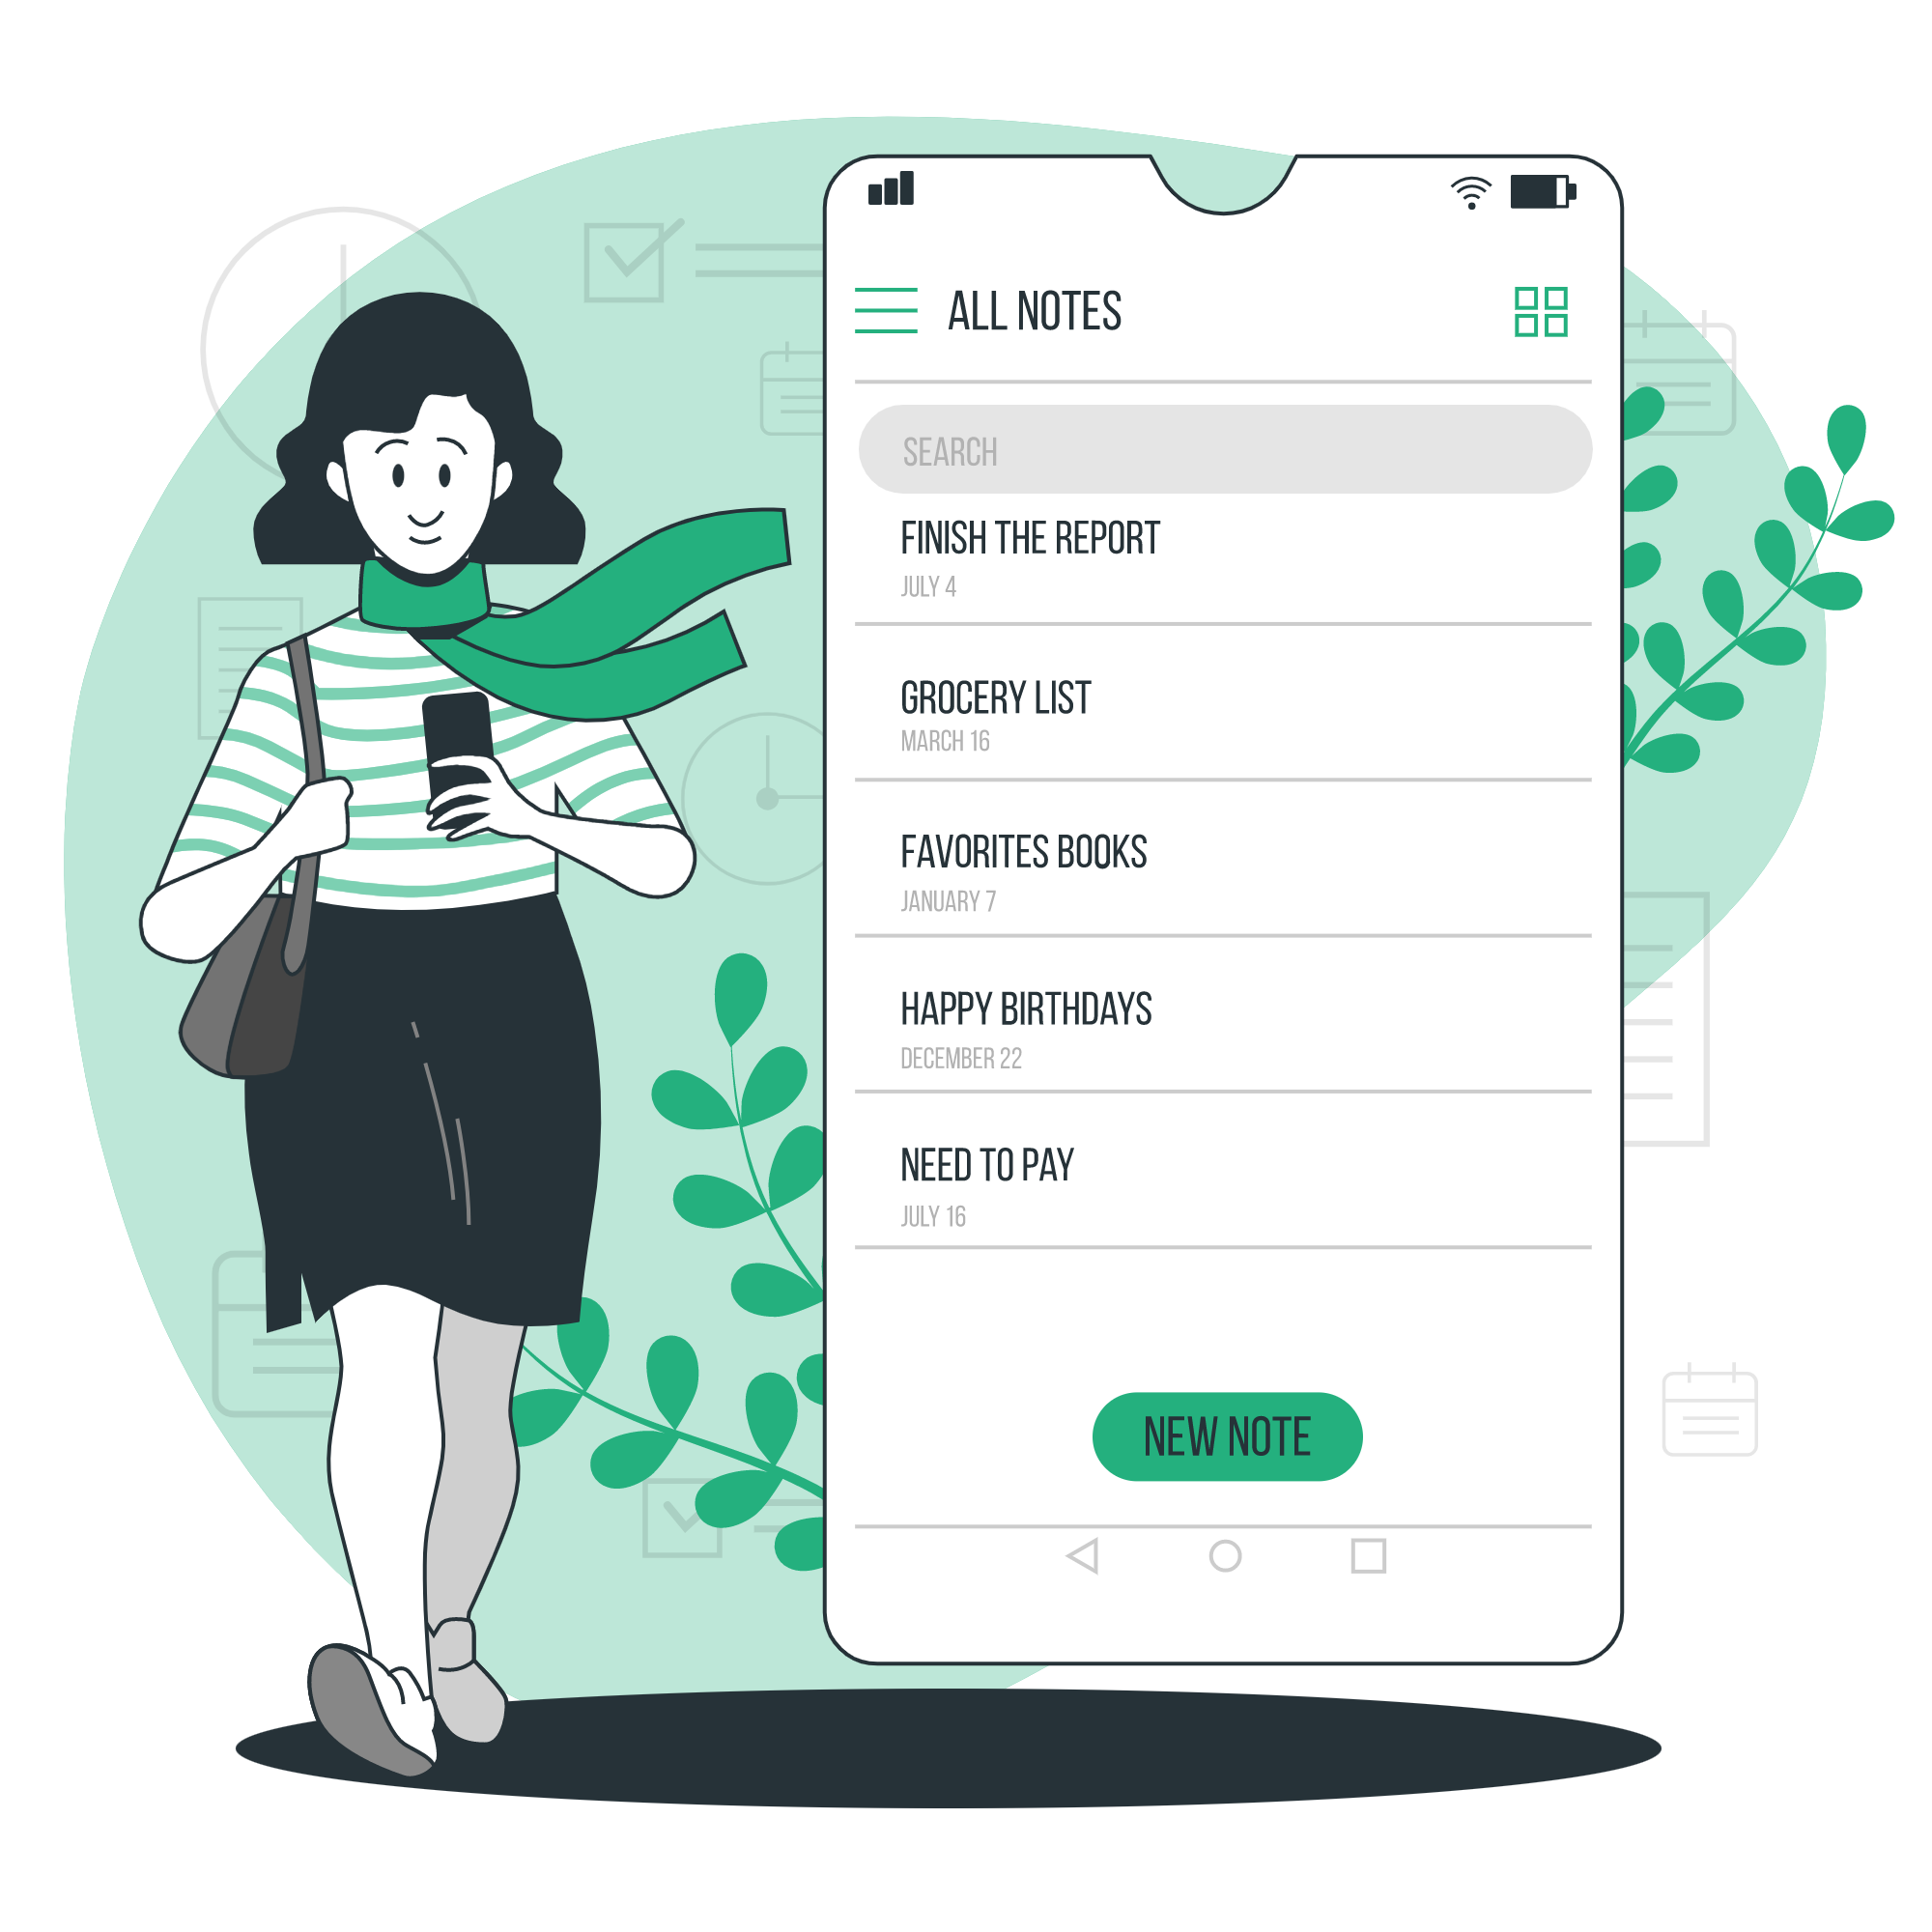 ALL NOTES
SEARCH
FINISH THE REPORT
JULY 4
GROCERY LIST
MARCH 16
FAVORITES BOOKS
JANUARY 7
HAPPY BIRTHDAYS
DECEMBER 22
NEED TO PAY
JULY 16
NEW NOTE